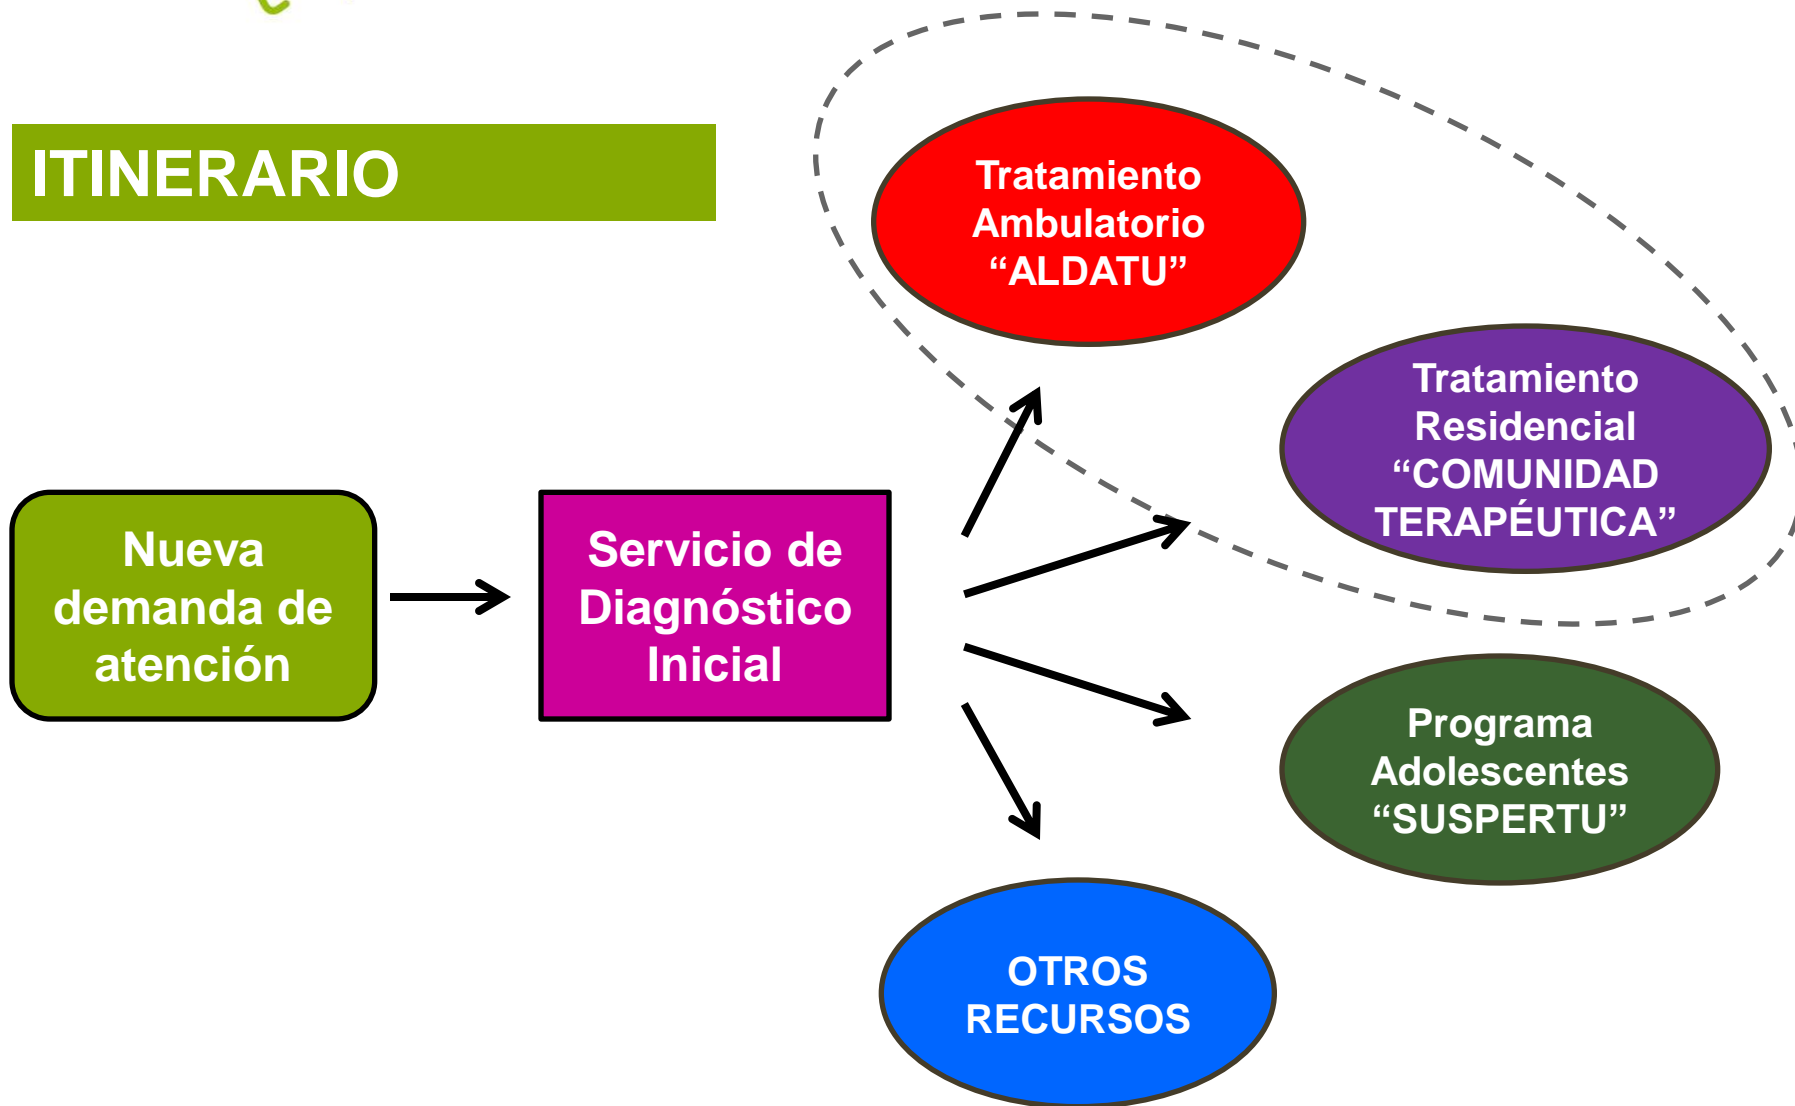 ITINERARIO
Tratamiento
Ambulatorio
“ALDATU”
Tratamiento
Residencial
“COMUNIDAD
TERAPÉUTICA”
Nueva
demanda de
atención
Servicio de
Diagnóstico
Inicial
Programa
Adolescentes
“SUSPERTU”
OTROS
RECURSOS